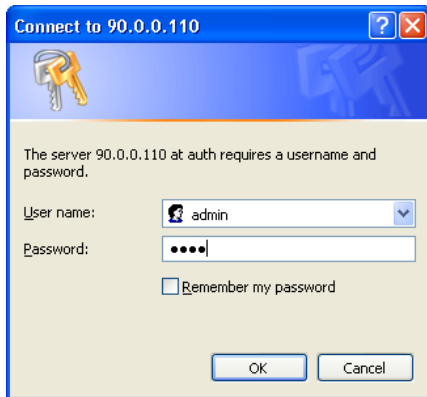 Connect to 90.0.0.110
The server 90.0.0.110 at auth requires a username and
password.
User name:
admin
Password:
••••
Remember my password
OK
Cancel